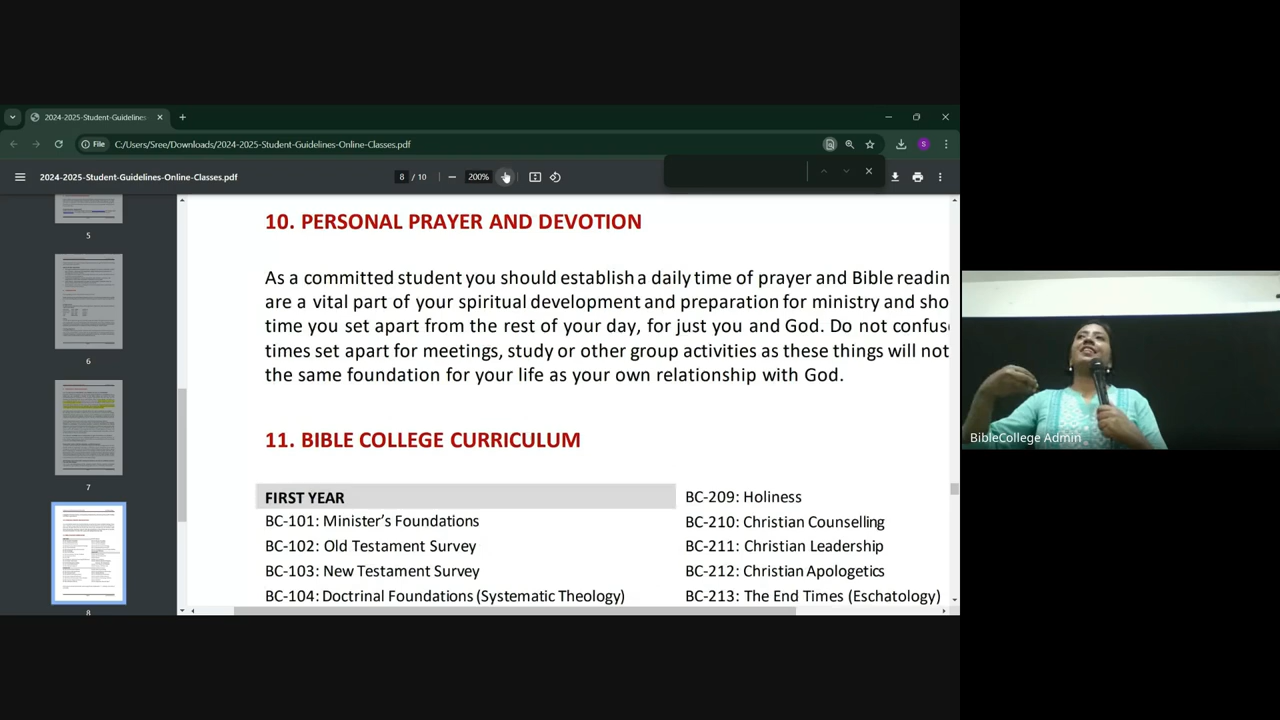 2024-2025-Student-Guidelines
File
C:/Users/Sree/Downloads/2024-2025-Student-Guidelines-Online-Classes.pdf
S
2024-2025-Student-Guidelines-Online-Classes.pdf
8 / 10
200%
5
6
7
8
10. PERSONAL PRAYER AND DEVOTION
As a committed student you should establish a daily time of prayer and Bible readin
are a vital part of your spiritual development and preparation for ministry and sho
time you set apart from the rest of your day, for just you and God. Do not confus
times set apart for meetings, study or other group activities as these things will not
the same foundation for your life as your own relationship with God.
11. BIBLE COLLEGE CURRICULUM
FIRST YEAR
BC-101: Minister's Foundations
BC-102: Old Testament Survey
BC-103: New Testament Survey
BC-104: Doctrinal Foundations (Systematic Theology)
BC-209: Holiness
BC-210: Christian Counselling
BC-211: Christian Leadership
BC-212: Christian Apologetics
BC-213: The End Times (Eschatology)
BibleCollege Admin